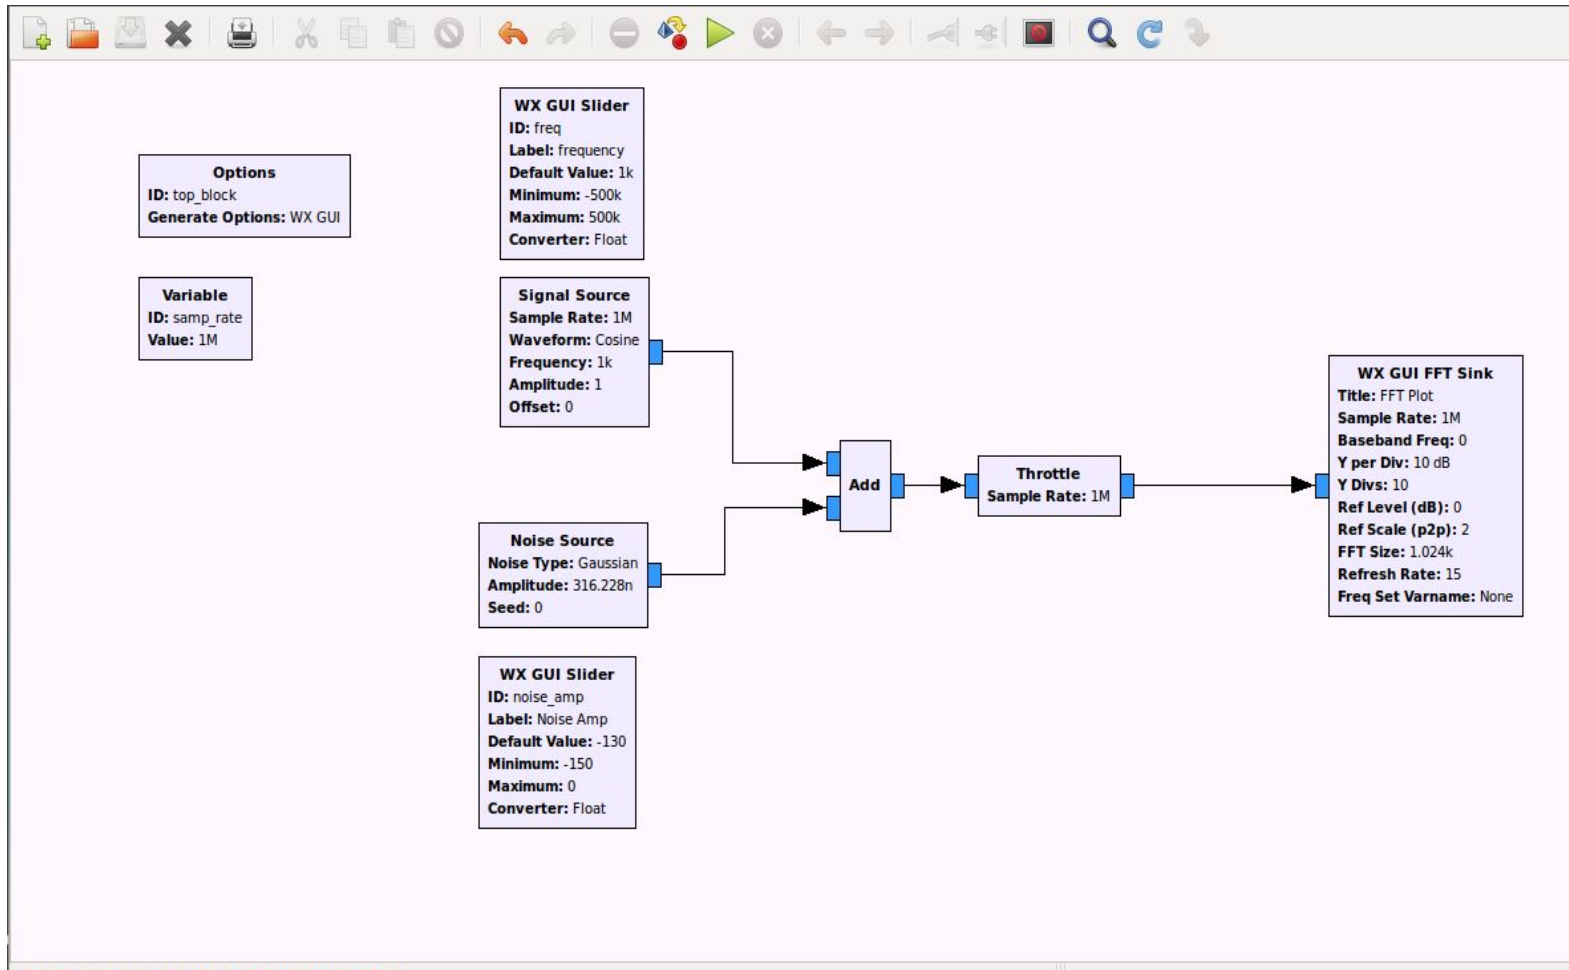 Options
ID: top_block
Generate Options: WX GUI
Variable
ID: samp_rate
Value: 1M
WX GUI Slider
ID: freq
Label: frequency
Default Value: 1k
Minimum: -500k
Maximum: 500k
Converter: Float
Signal Source
Sample Rate: 1M
Waveform: Cosine
Frequency: 1k
Amplitude: 1
Offset: 0
Noise Source
Noise Type: Gaussian
Amplitude: 316.228n
Seed: 0
WX GUI Slider
ID: noise_amp
Label: Noise Amp
Default Value: -130
Minimum: -150
Maximum: 0
Converter: Float
Add
Throttle
Sample Rate: 1M
WX GUI FFT Sink
Title: FFT Plot
Sample Rate: 1M
Baseband Freq: 0
Y per Div: 10 dB
Y Divs: 10
Ref Level (dB): 0
Ref Scale (p2p): 2
FFT Size: 1.024k
Refresh Rate: 15
Freq Set Varname: None